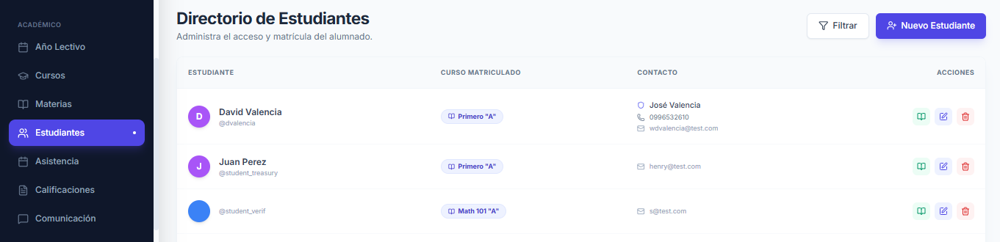 ACADÉMICO
Año Lectivo
Cursos
Materias
Estudiantes
Asistencia
Calificaciones
Comunicación
Directorio de Estudiantes
Administra el acceso y matrícula del alumnado.
Filtrar
Nuevo Estudiante
ESTUDIANTE CURSO MATRICULADO CONTACTO ACCIONES
D David Valencia
@dvalencia
Primero "A"
José Valencia
0996532610
wdvalencia@test.com
J Juan Perez
@student_treasury
Primero "A"
henry@test.com
@student_verif
Math 101 "A"
s@test.com